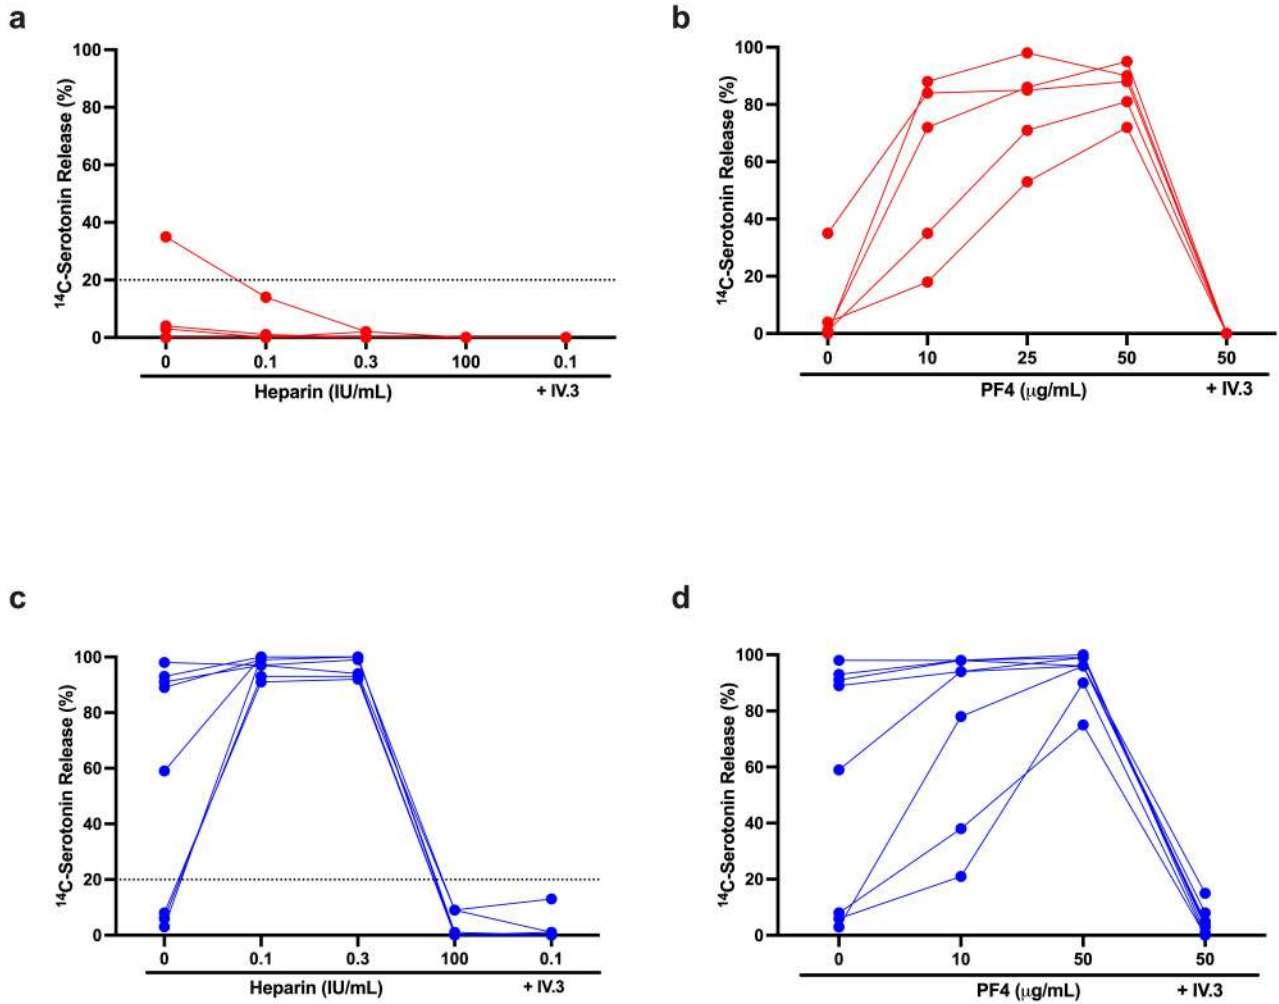 a
¹⁴C-Serotonin Release (%)
100
80
60
40
20
0
0 0.1 0.3 100 0.1
Heparin (IU/mL) + IV.3
b
¹⁴C-Serotonin Release (%)
100
80
60
40
20
0
0 10 25 50 50
PF4 (μg/mL) + IV.3
c
¹⁴C-Serotonin Release (%)
100
80
60
40
20
0
0 0.1 0.3 100 0.1
Heparin (IU/mL) + IV.3
d
¹⁴C-Serotonin Release (%)
100
80
60
40
20
0
0 10 50 50
PF4 (μg/mL) + IV.3